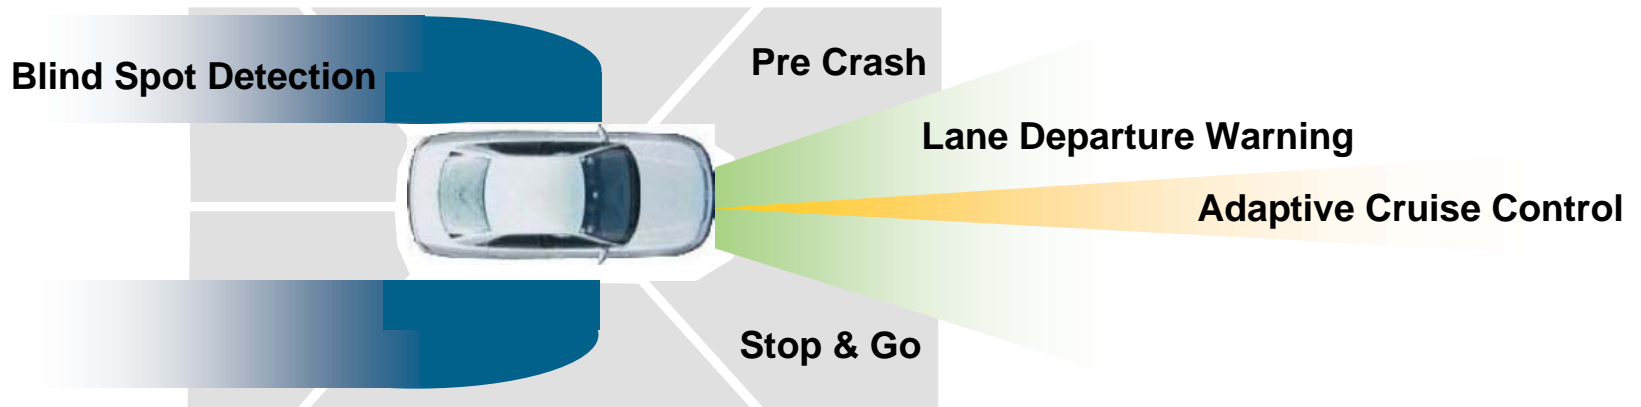 Blind Spot Detection
Pre Crash
Lane Departure Warning
Adaptive Cruise Control
Stop & Go